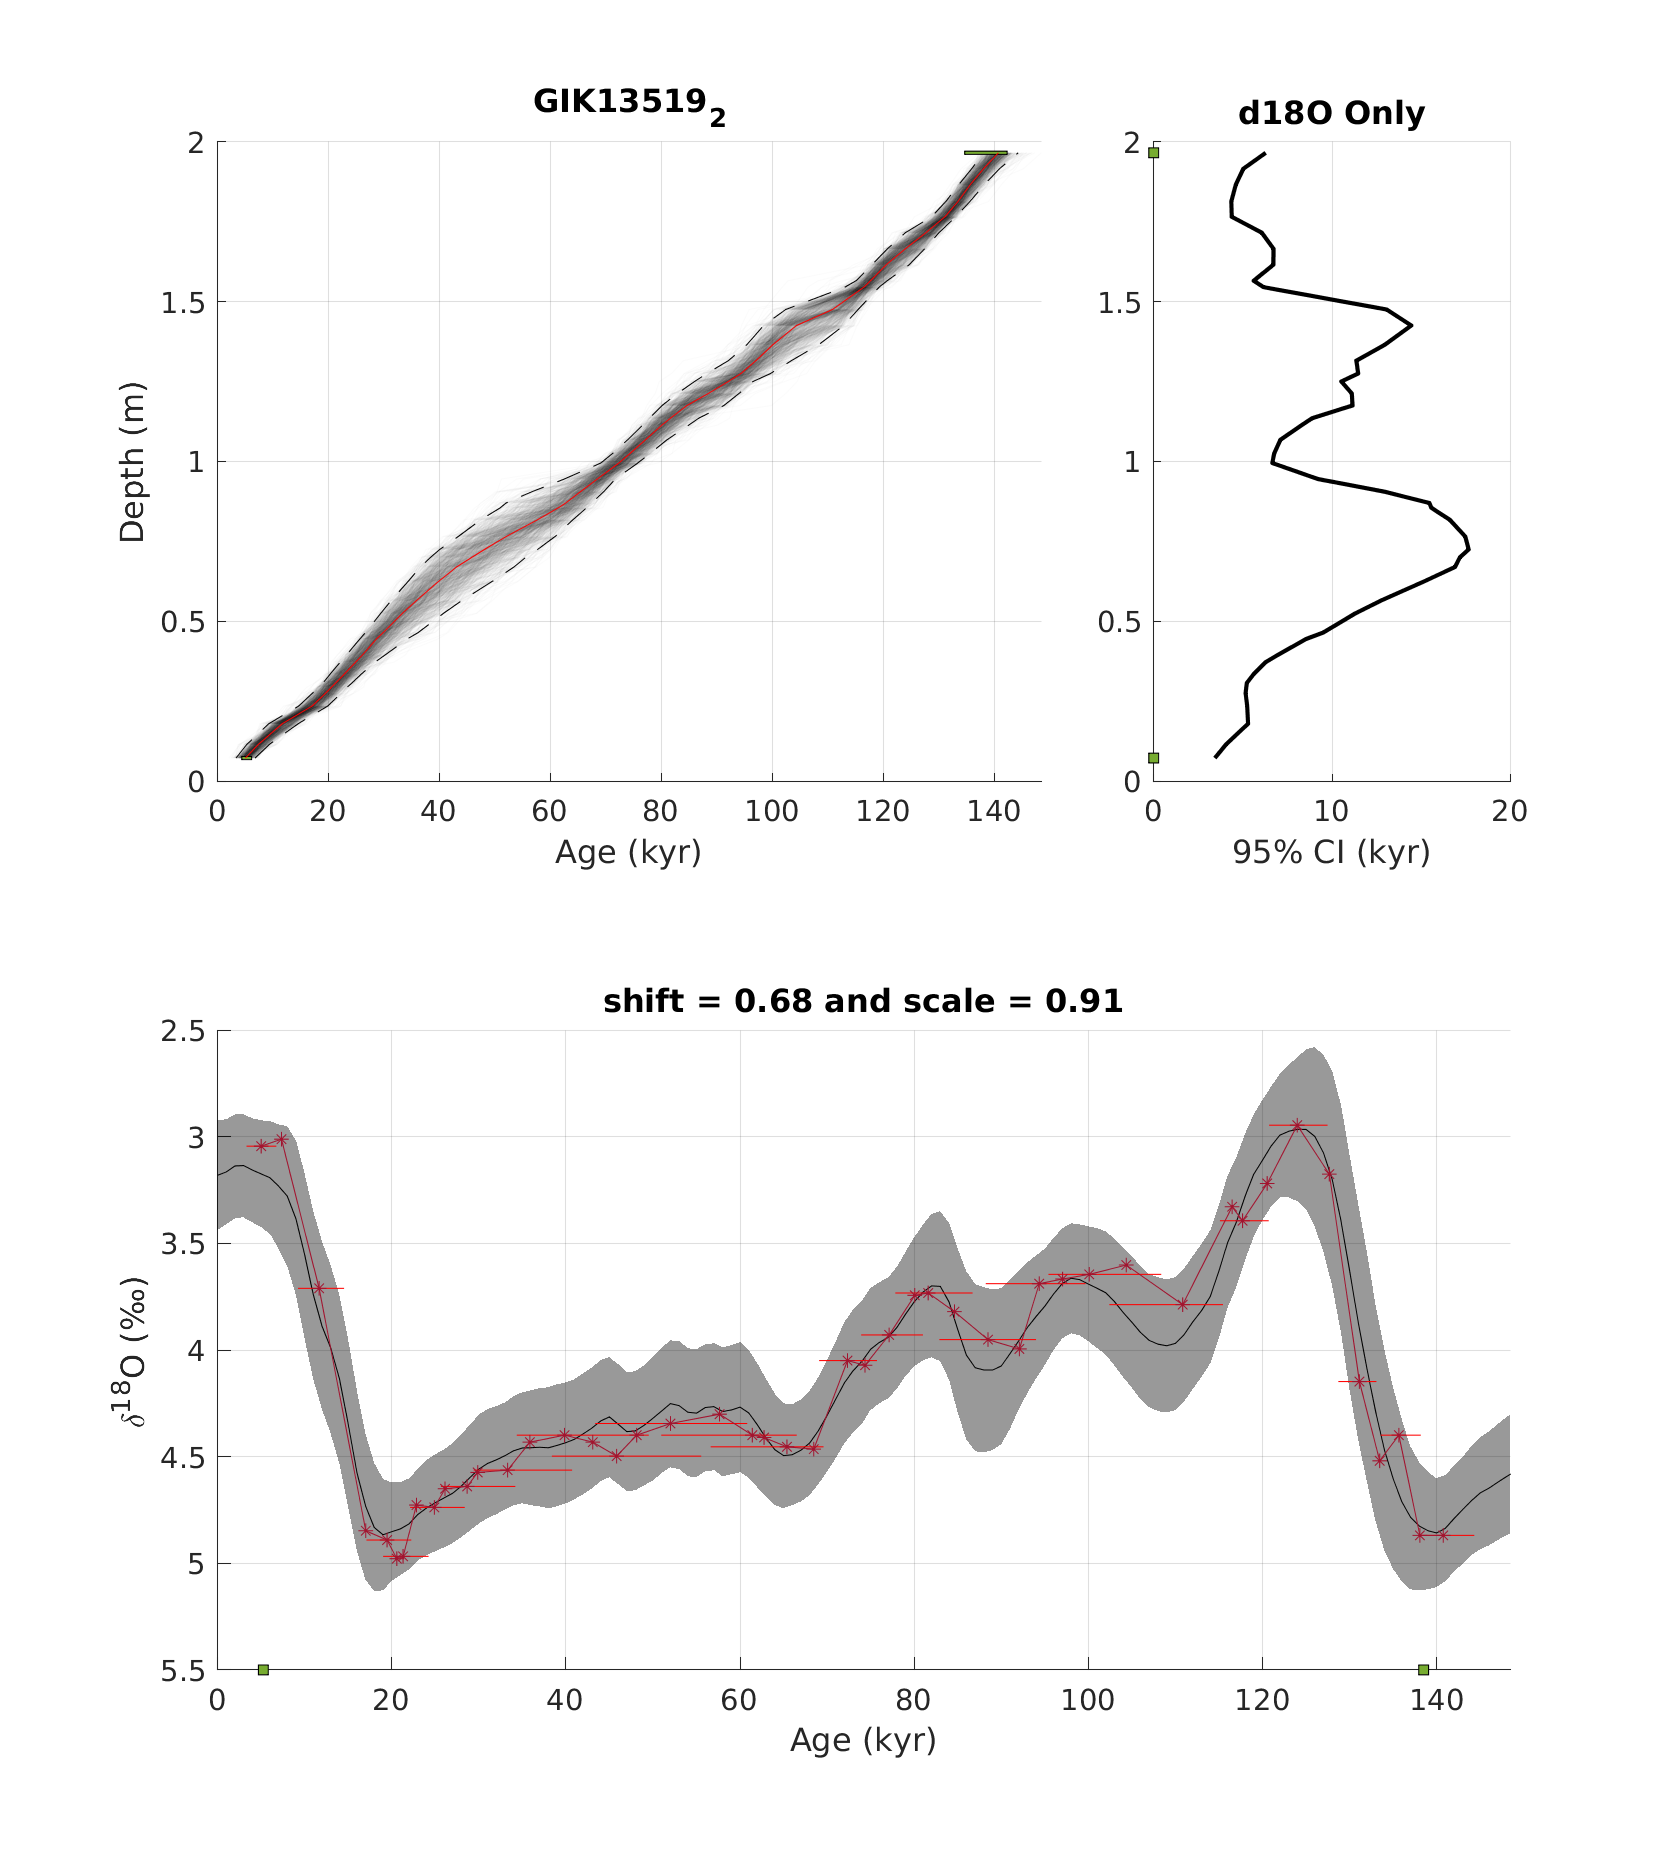 GIK13519₂
2
1.5
1
0.5
0
0 20 40 60 80 100 120 140
Depth (m)
Age (kyr)
d18O Only
2
1.5
1
0.5
0
0 10 20
95% CI (kyr)
shift = 0.68 and scale = 0.91
2.5
3
3.5
4
4.5
5
5.5
0 20 40 60 80 100 120 140
δ¹⁸O (‰)
Age (kyr)